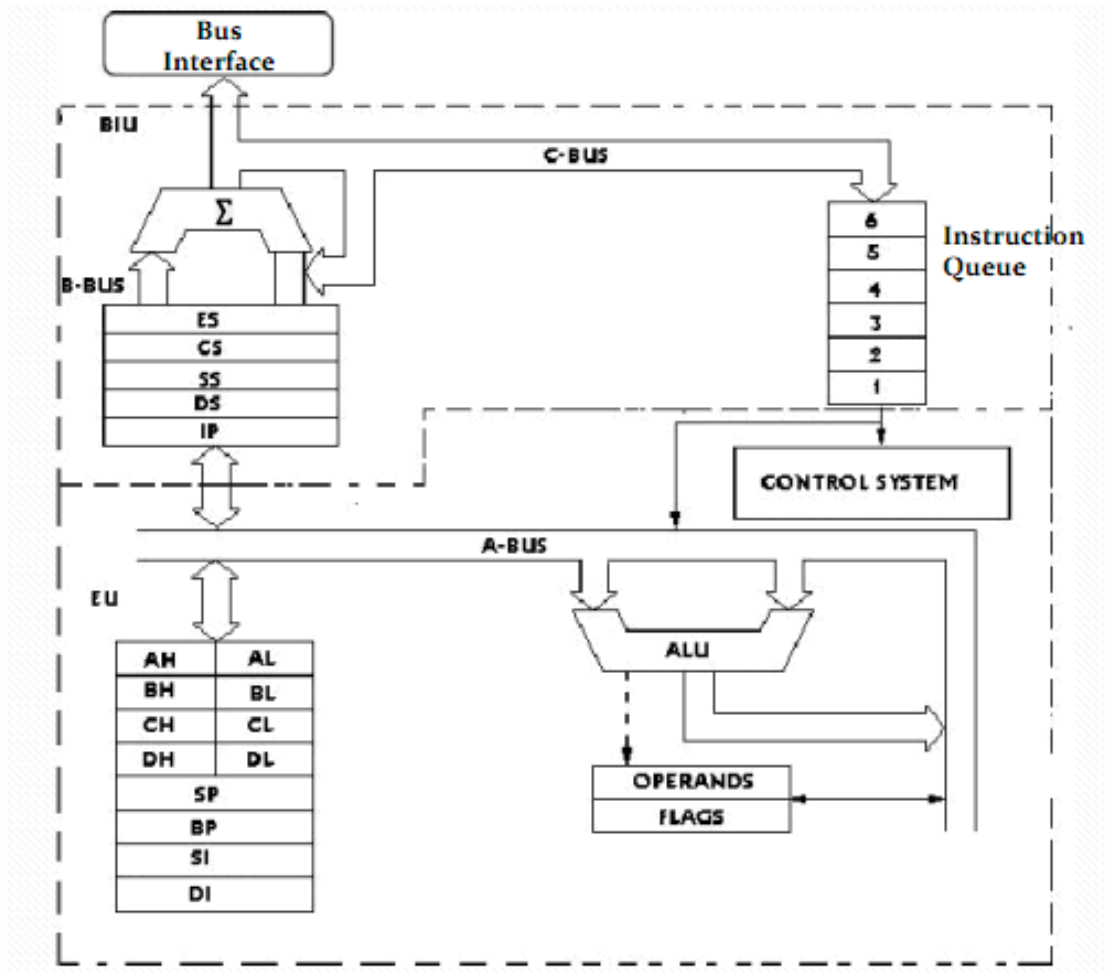 Bus
Interface
BIU
C-BUS
Σ
6
5
4
3
2
1
Instruction
Queue
B-BUS
ES
CS
SS
DS
IP
CONTROL SYSTEM
A-BUS
EU
AH AL
BH BL
CH CL
DH DL
SP
BP
SI
DI
ALU
OPERANDS
FLAGS